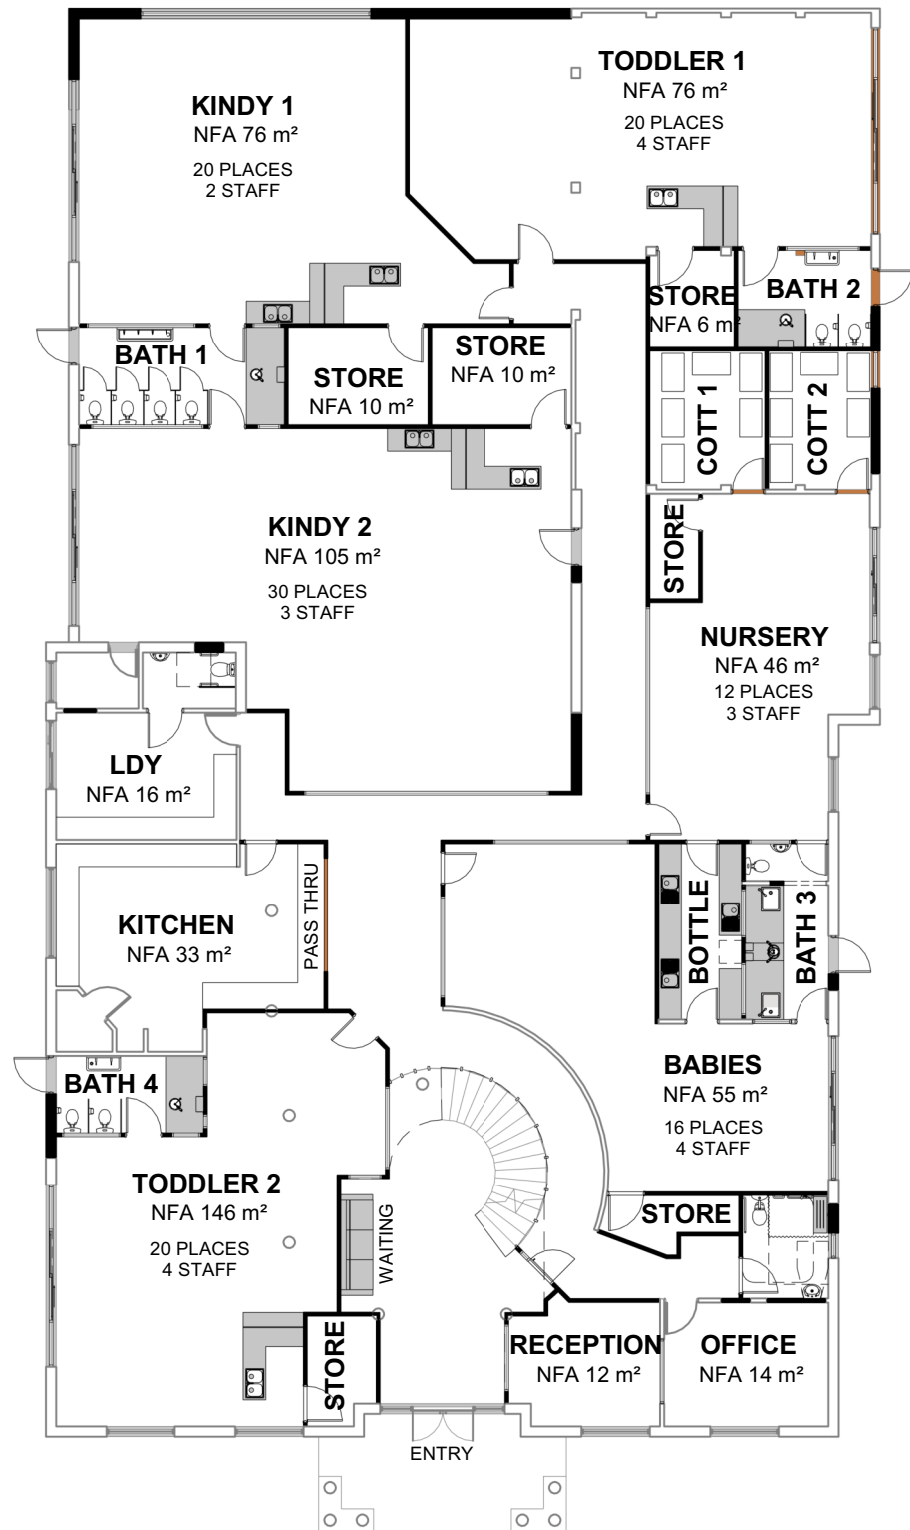 KINDY 1
NFA 76 m²
20 PLACES
2 STAFF
TODDLER 1
NFA 76 m²
20 PLACES
4 STAFF
STORE
NFA 6 m²
BATH 2
BATH 1
STORE
NFA 10 m²
STORE
NFA 10 m²
COTT 1
COTT 2
KINDY 2
NFA 105 m²
30 PLACES
3 STAFF
STORE
NURSERY
NFA 46 m²
12 PLACES
3 STAFF
LDY
NFA 16 m²
KITCHEN
NFA 33 m²
PASS THRU
BOTTLE
BATH 3
BATH 4
BABIES
NFA 55 m²
16 PLACES
4 STAFF
TODDLER 2
NFA 146 m²
20 PLACES
4 STAFF
WAITING
STORE
STORE
RECEPTION
NFA 12 m²
OFFICE
NFA 14 m²
ENTRY